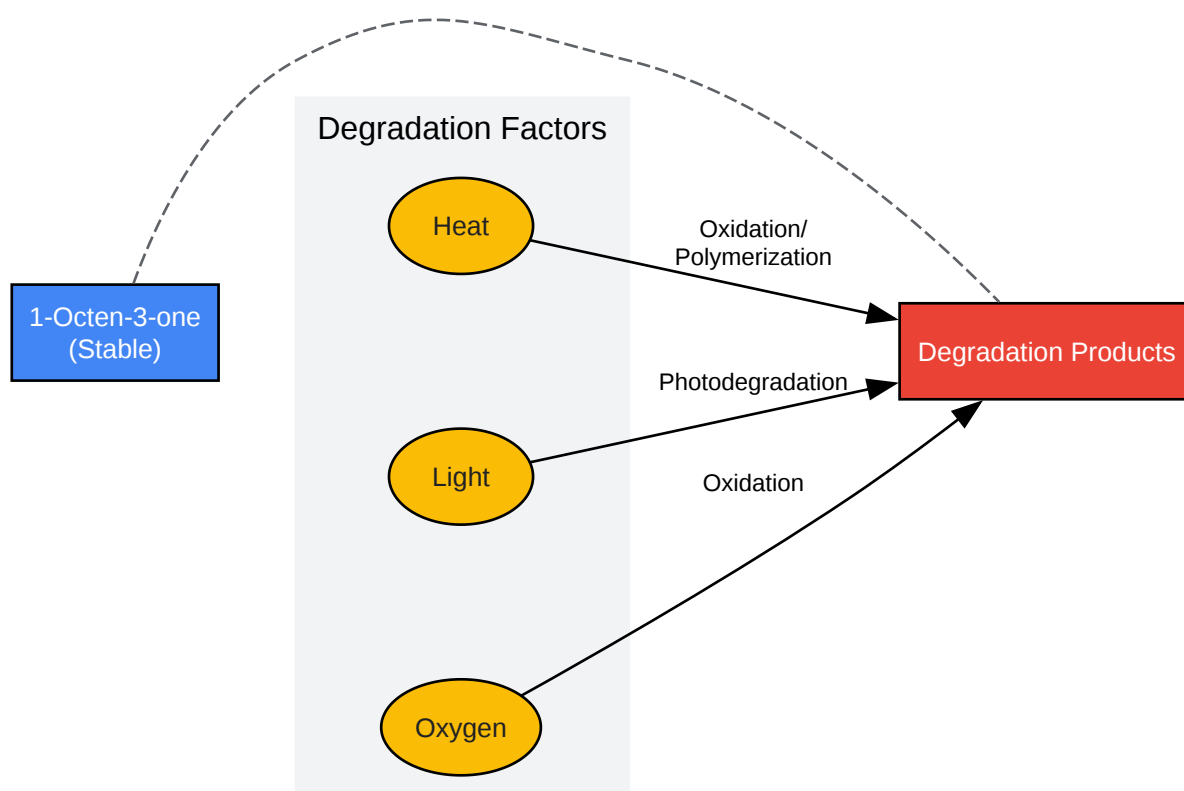 Degradation Factors
Heat
Oxidation/
Polymerization
1-Octen-3-one
(Stable)
Degradation Products
Photodegradation
Light
Oxidation
Oxygen